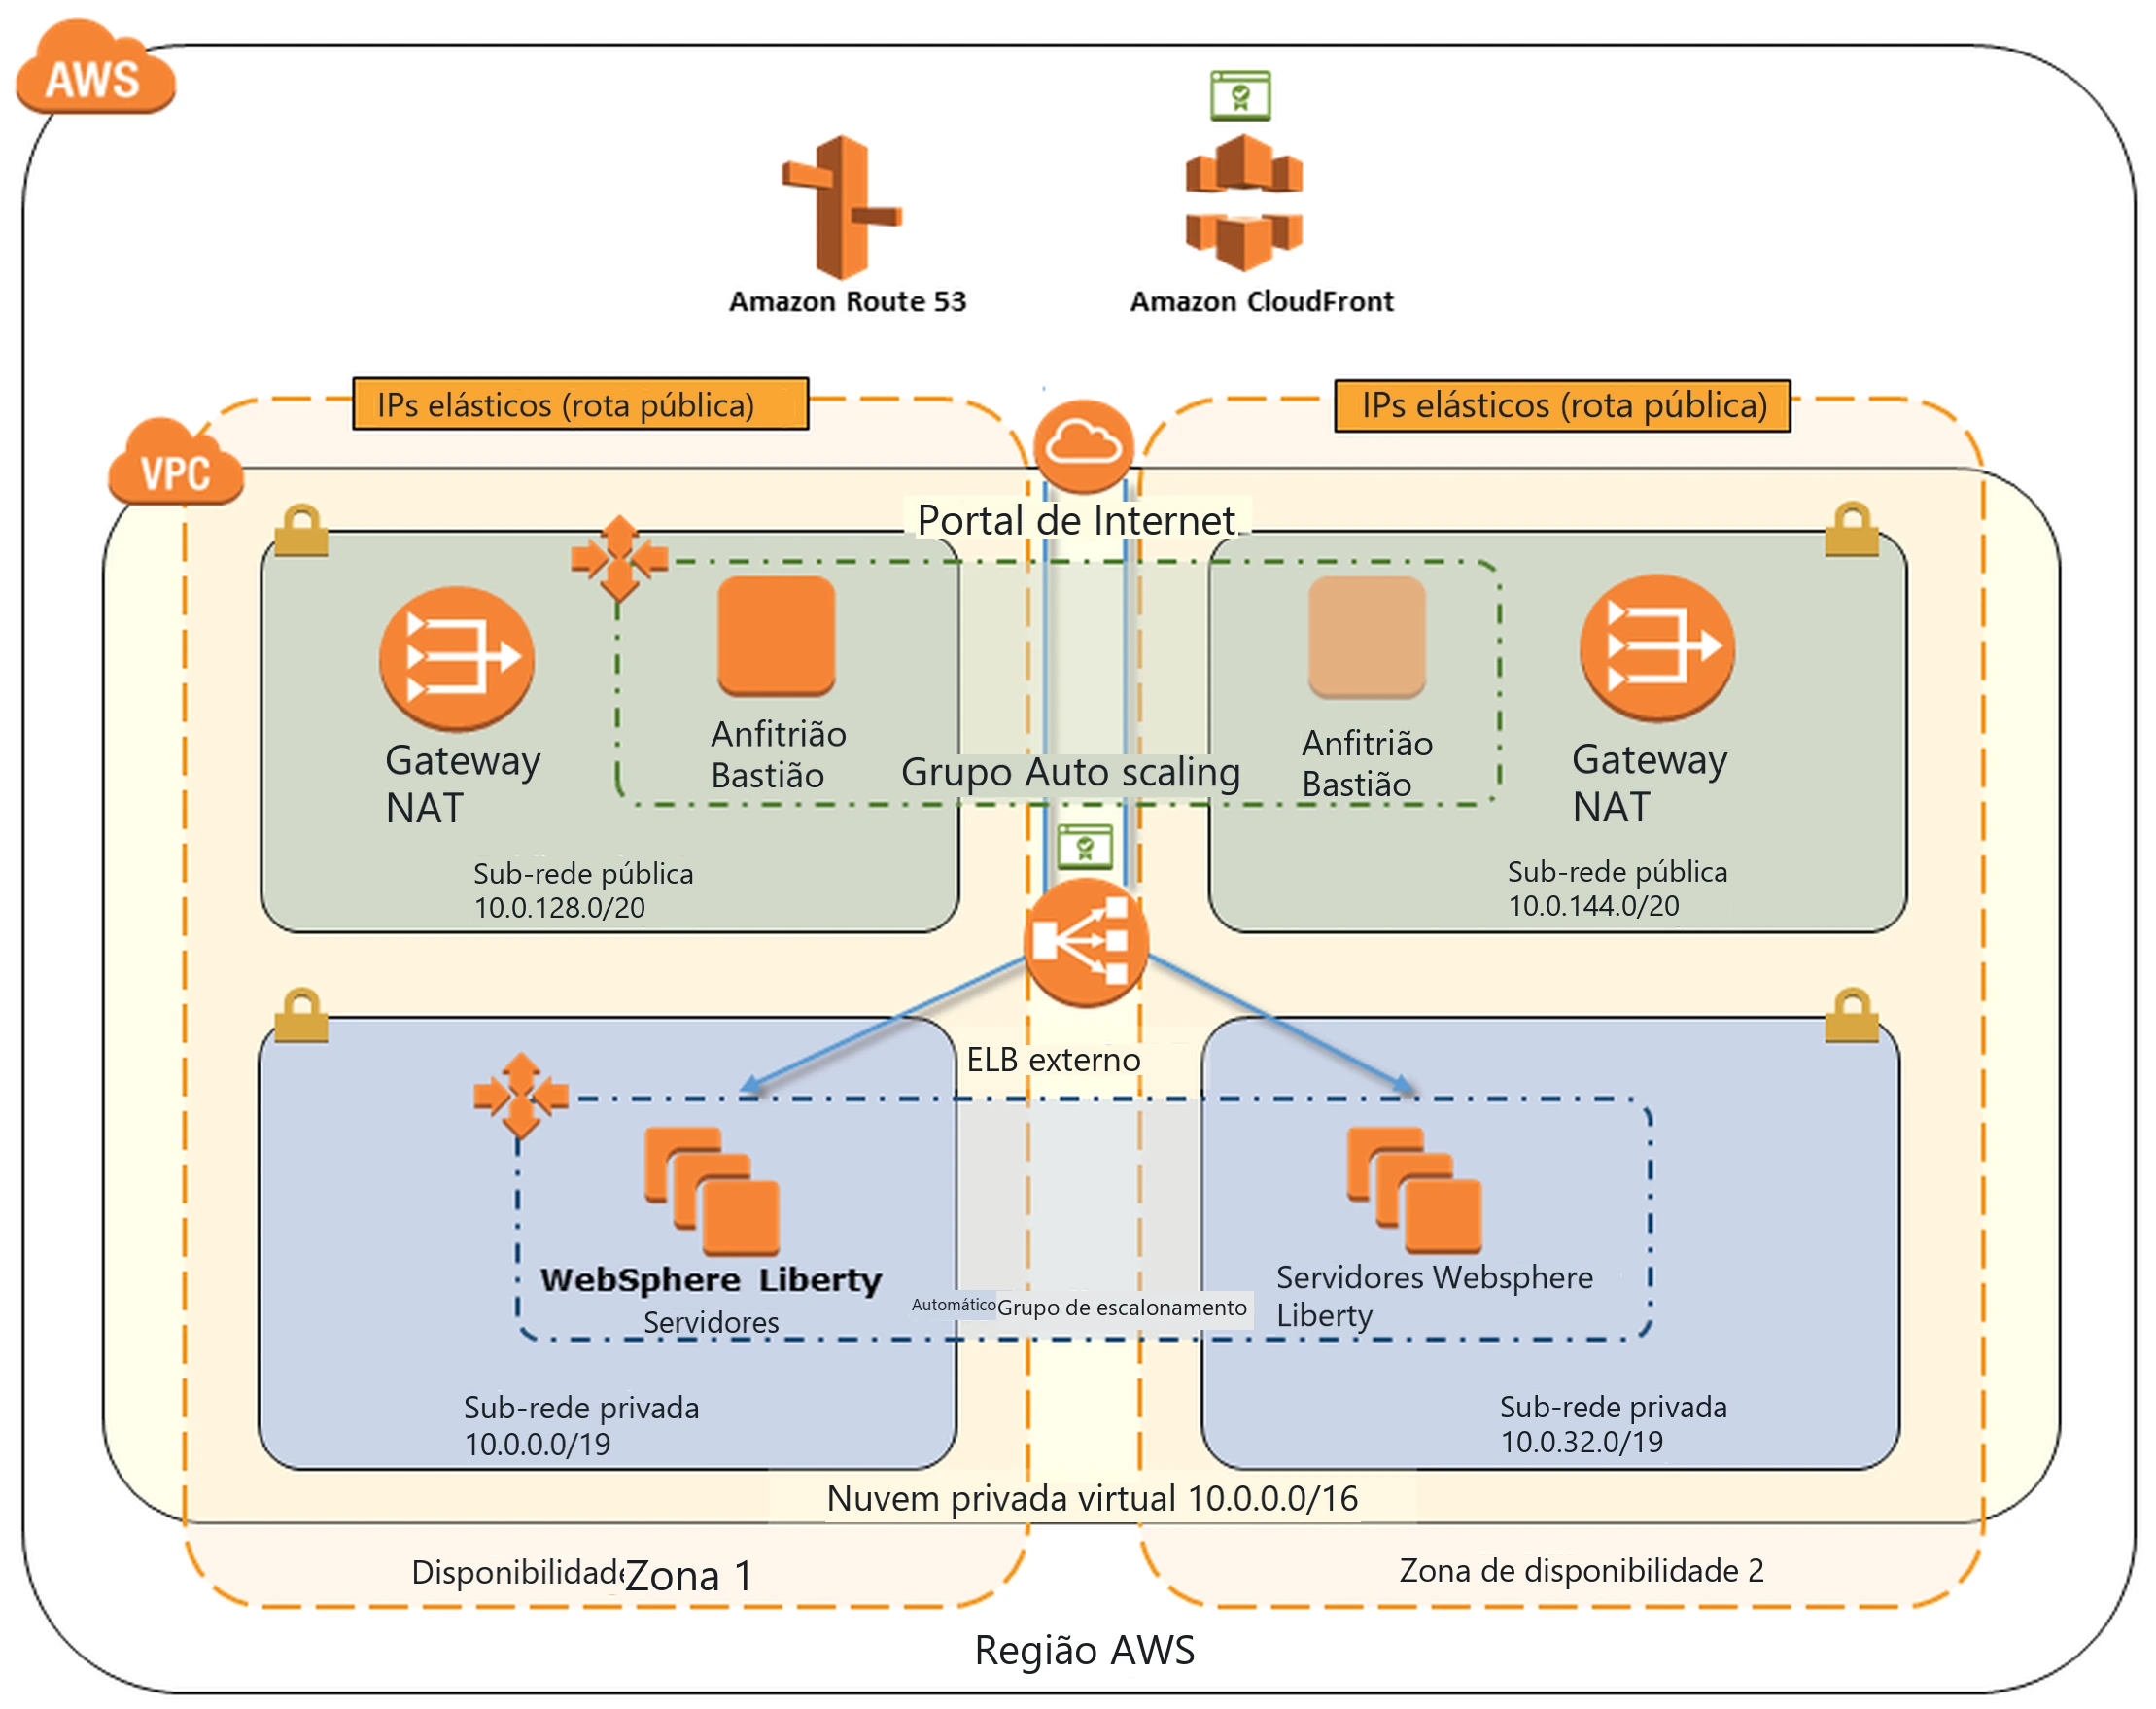 AWS
Amazon Route 53
Amazon CloudFront
IPs elásticos (rota pública)
IPs elásticos (rota pública)
VPC
Portal de Internet
Anfitrião
Bastião
Gateway
NAT
Grupo Auto scaling
Anfitrião
Bastião
Gateway
NAT
Sub-rede pública
10.0.128.0/20
Sub-rede pública
10.0.144.0/20
ELB externo
WebSphere Liberty
Servidores
Automático Grupo de escalonamento
Servidores Websphere
Liberty
Sub-rede privada
10.0.0.0/19
Sub-rede privada
10.0.32.0/19
Nuvem privada virtual 10.0.0.0/16
Disponibilidade Zona 1
Zona de disponibilidade 2
Região AWS